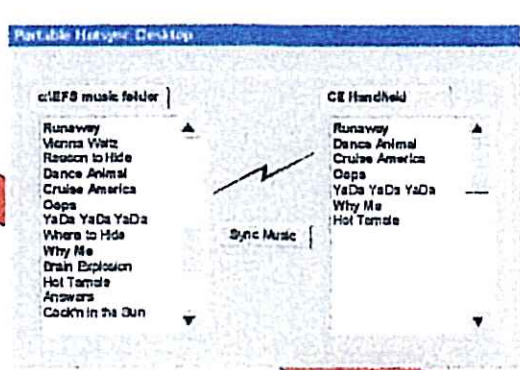 Portable Hotsync Desktop
c:\EFS music folder
Runaway
Vienna Waltz
Reason to Hide
Dance Animal
Cruise America
Oops
YaDa YaDa YaDa
Where to Hide
Why Me
Brain Explosion
Hot Tamale
Answers
Cook'n in the Sun
Sync Music
CE Handheld
Runaway
Dance Animal
Cruise America
Oops
YaDa YaDa YaDa
Why Me
Hot Tamale